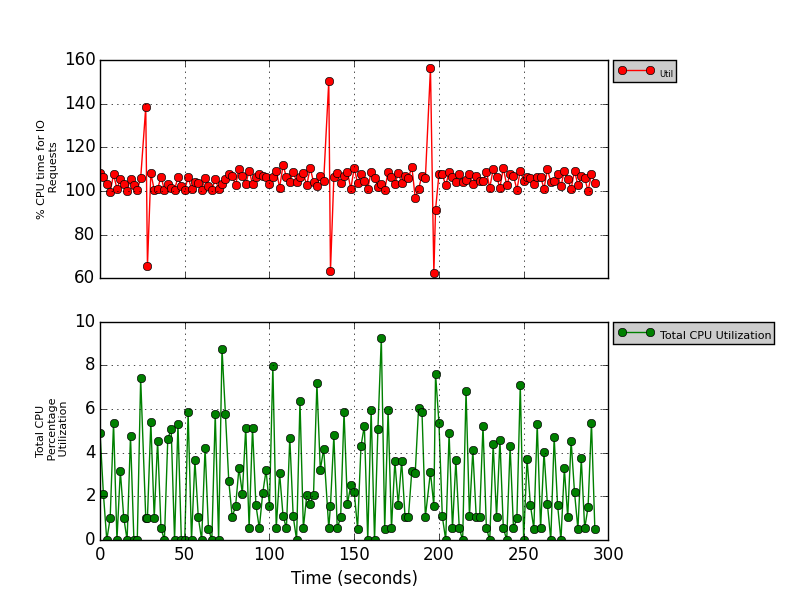 160
140
120
100
80
60
% CPU time for IO
Requests
Util
10
8
6
4
2
0
Total CPU
Percentage
Utilization
Total CPU Utilization
0
50
100
150
200
250
300
Time (seconds)